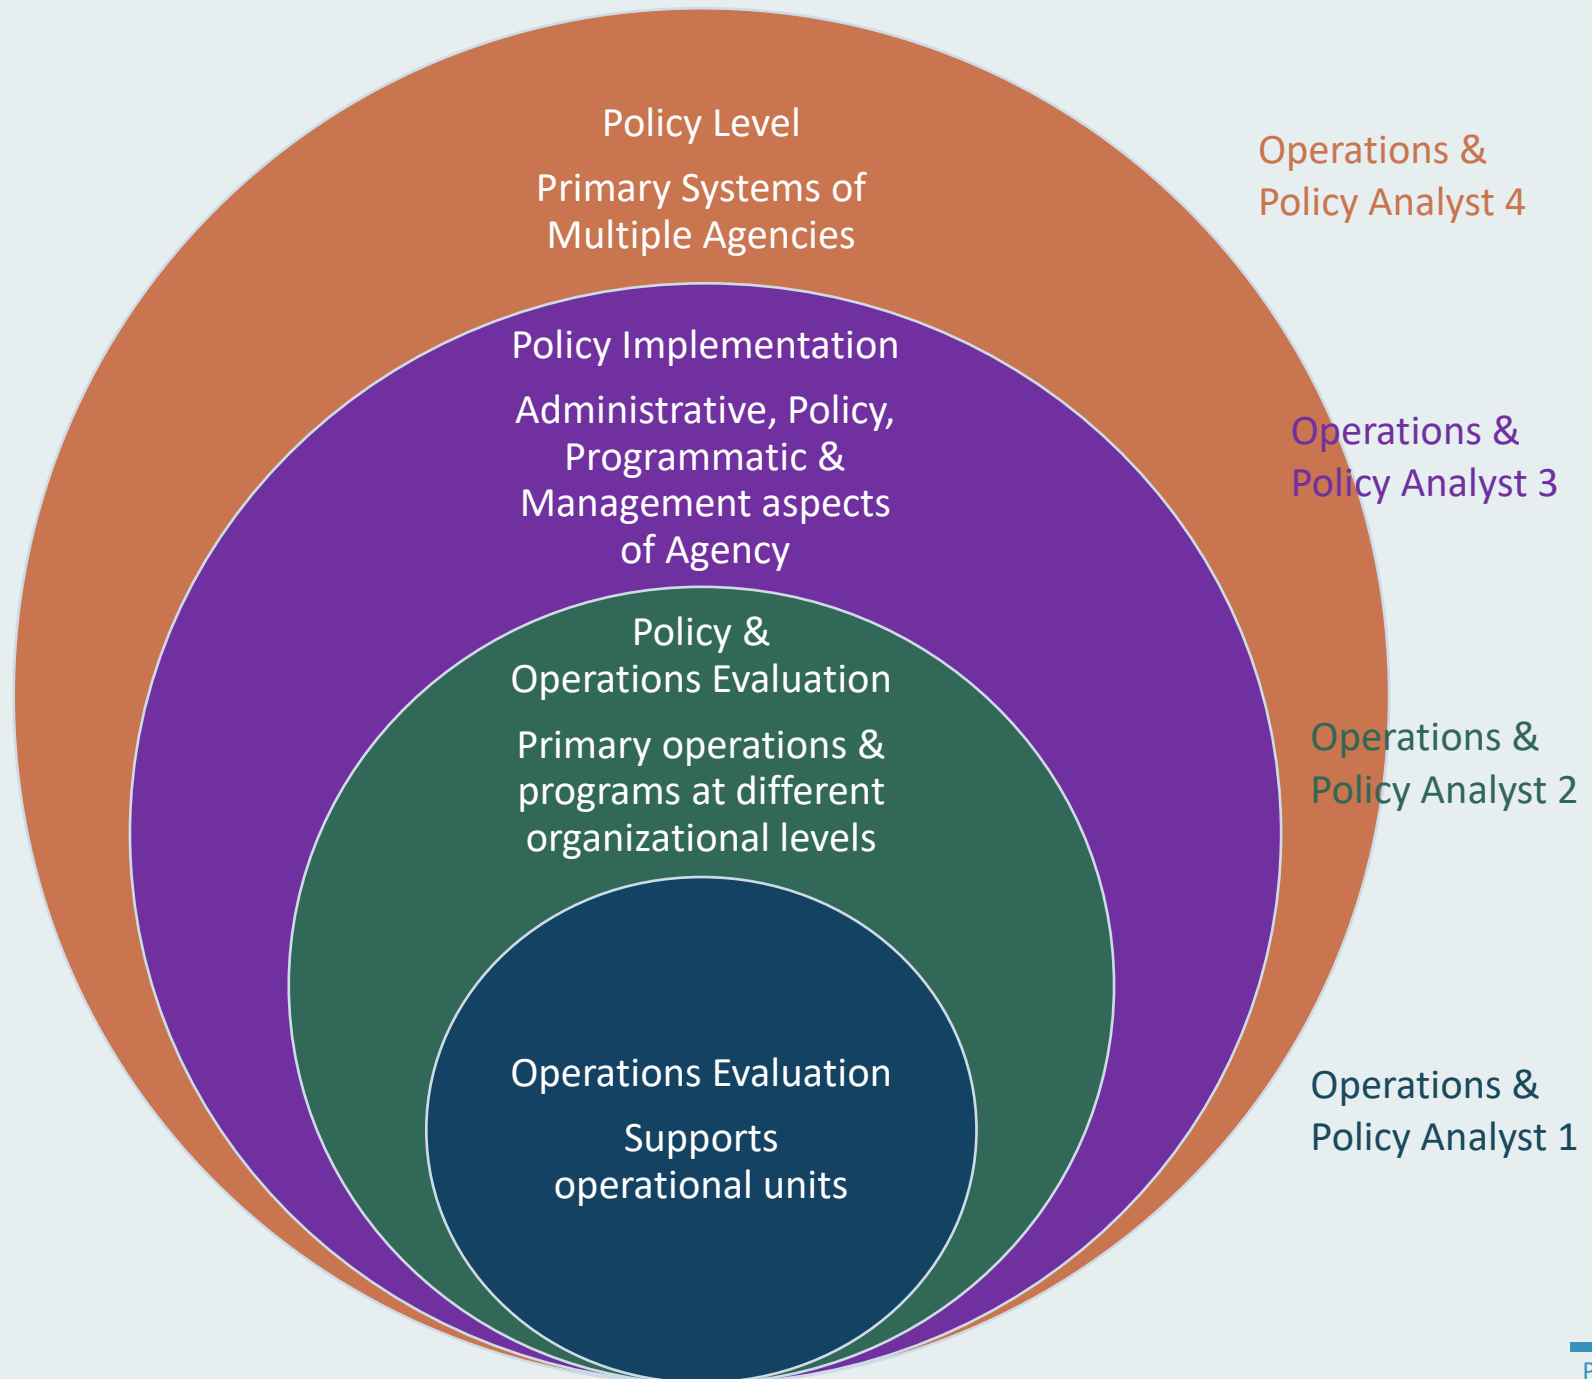 Policy Level
Primary Systems of
Multiple Agencies
Operations &
Policy Analyst 4
Policy Implementation
Administrative, Policy,
Programmatic &
Management aspects
of Agency
Operations &
Policy Analyst 3
Policy &
Operations Evaluation
Primary operations &
programs at different
organizational levels
Operations &
Policy Analyst 2
Operations Evaluation
Supports
operational units
Operations &
Policy Analyst 1